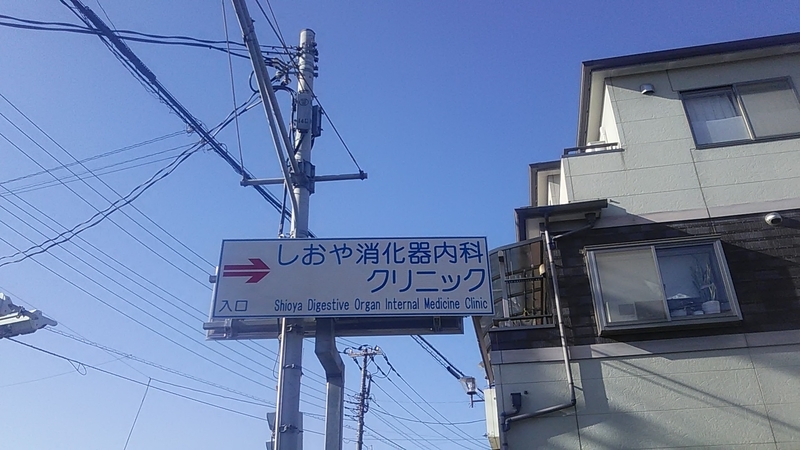 しおや消化器内科
クリニック
入口
Shioya Digestive Organ Internal Medicine Clinic